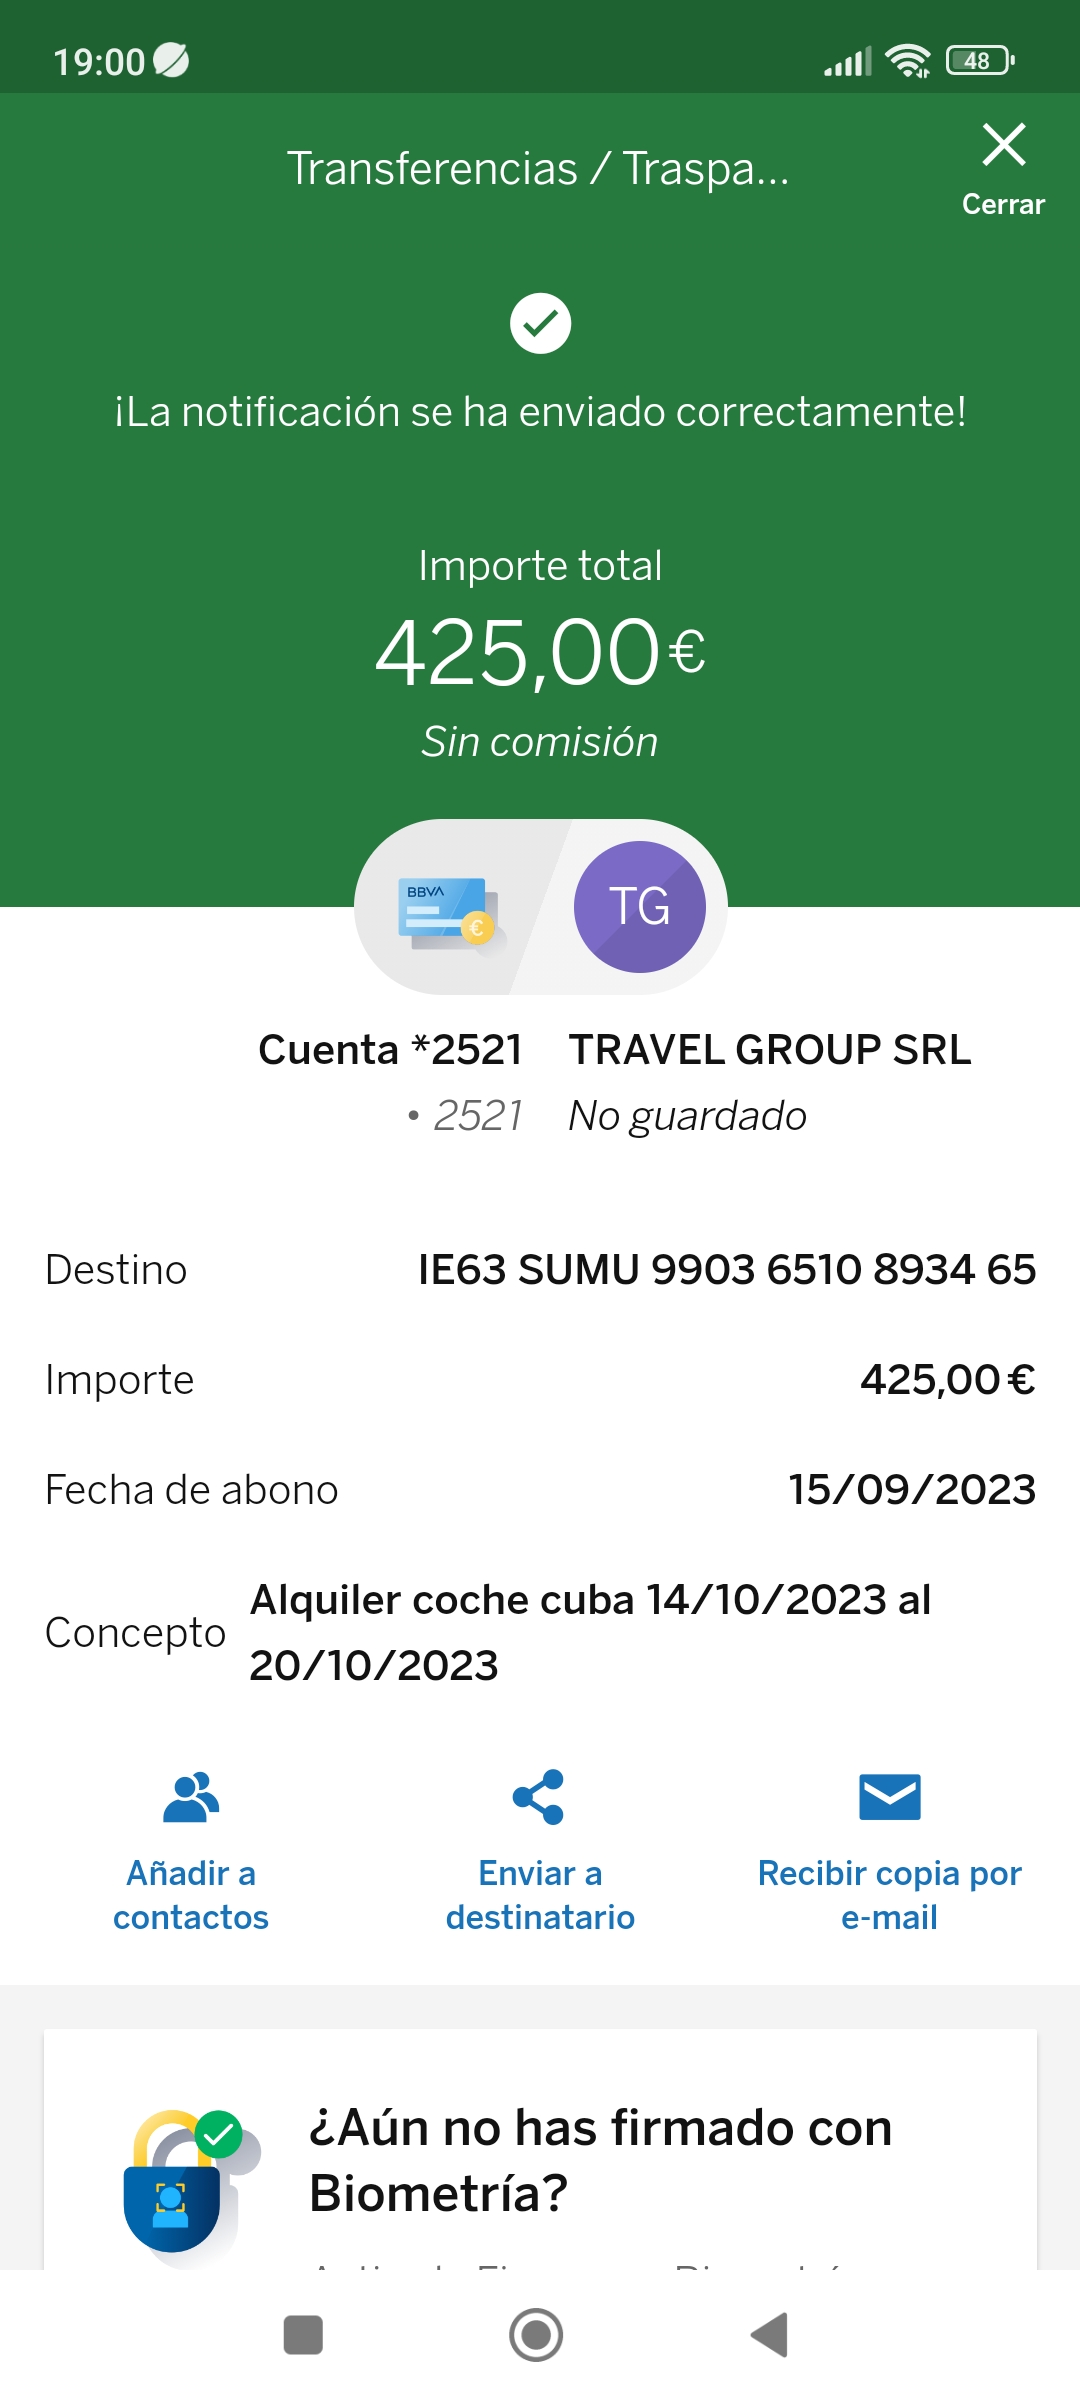 19:00
48
Transferencias / Traspa...
Cerrar
¡La notificación se ha enviado correctamente!
Importe total
425,00€
Sin comisión
BBVA
€
TG
Cuenta *2521
• 2521
TRAVEL GROUP SRL
No guardado
Destino
IE63 SUMU 9903 6510 8934 65
Importe
425,00€
Fecha de abono
15/09/2023
Concepto
Alquiler coche cuba 14/10/2023 al
20/10/2023
Añadir a
contactos
Enviar a
destinatario
Recibir copia por
e-mail
¿Aún no has firmado con
Biometría?